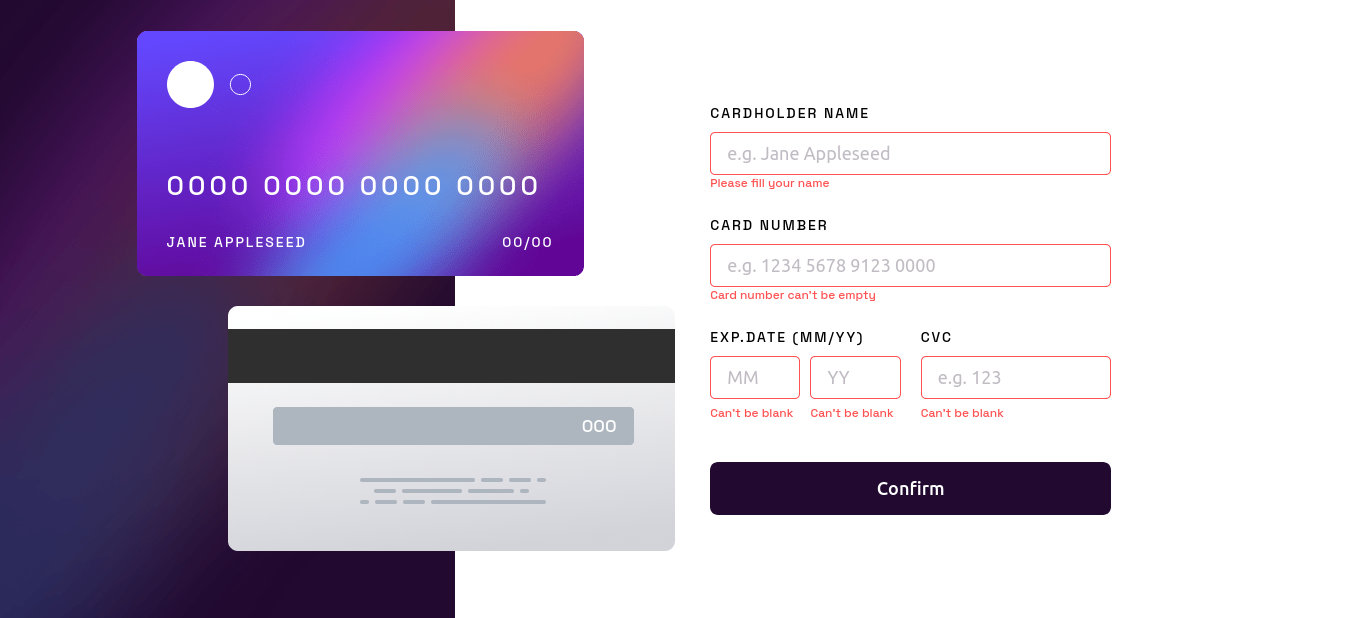 0000 0000 0000 0000
JANE APPLESEED 00/00
000
CARDHOLDER NAME
e.g. Jane Appleseed
Please fill your name
CARD NUMBER
e.g. 1234 5678 9123 0000
Card number can't be empty
EXP.DATE (MM/YY) CVC
MM YY e.g. 123
Can't be blank Can't be blank Can't be blank
Confirm